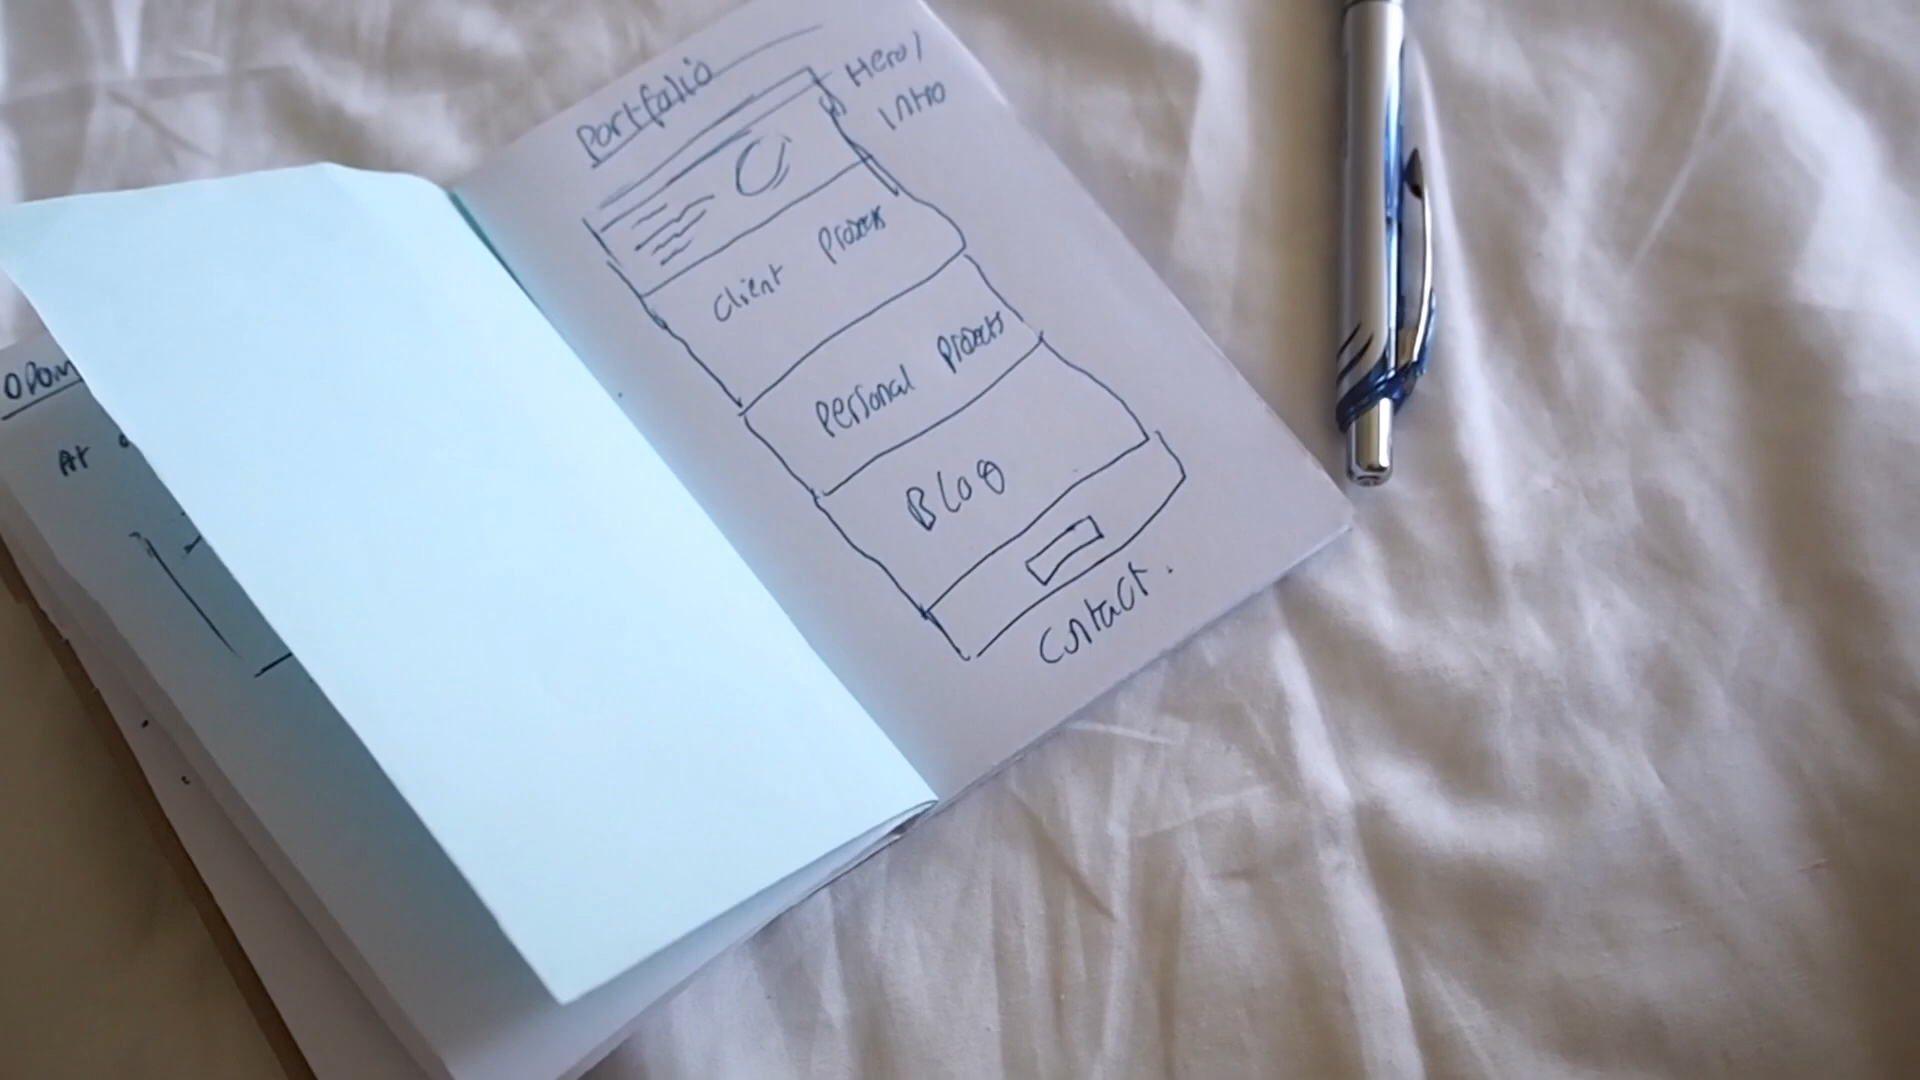 Portfolio
Hero/
Intro
Client Projects
Personal Projects
Blog
Contact.
At